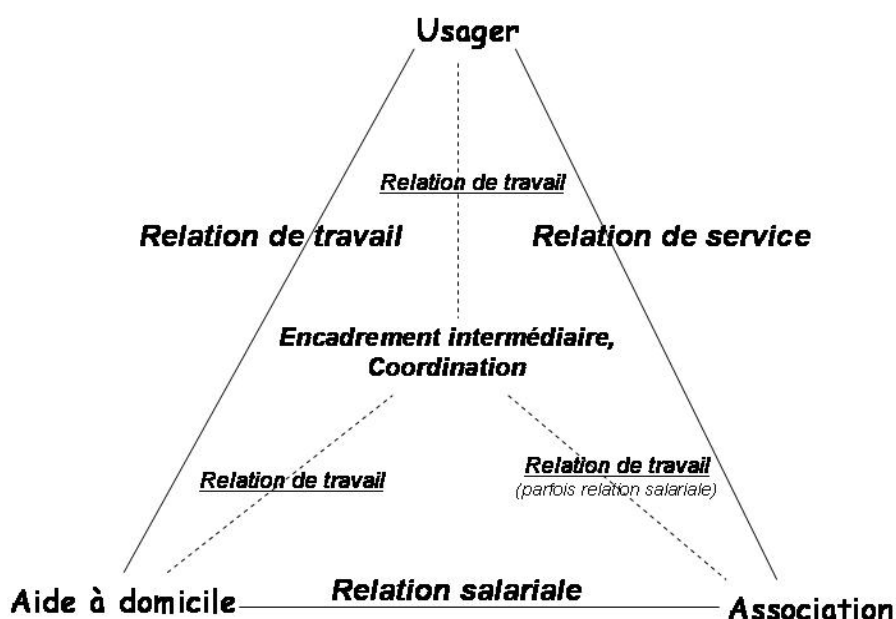 Usager
Relation de travail
Relation de travail
Relation de service
Encadrement intermédiaire,
Coordination
Relation de travail
Relation de travail
(parfois relation salariale)
Aide à domicile
Relation salariale
Association